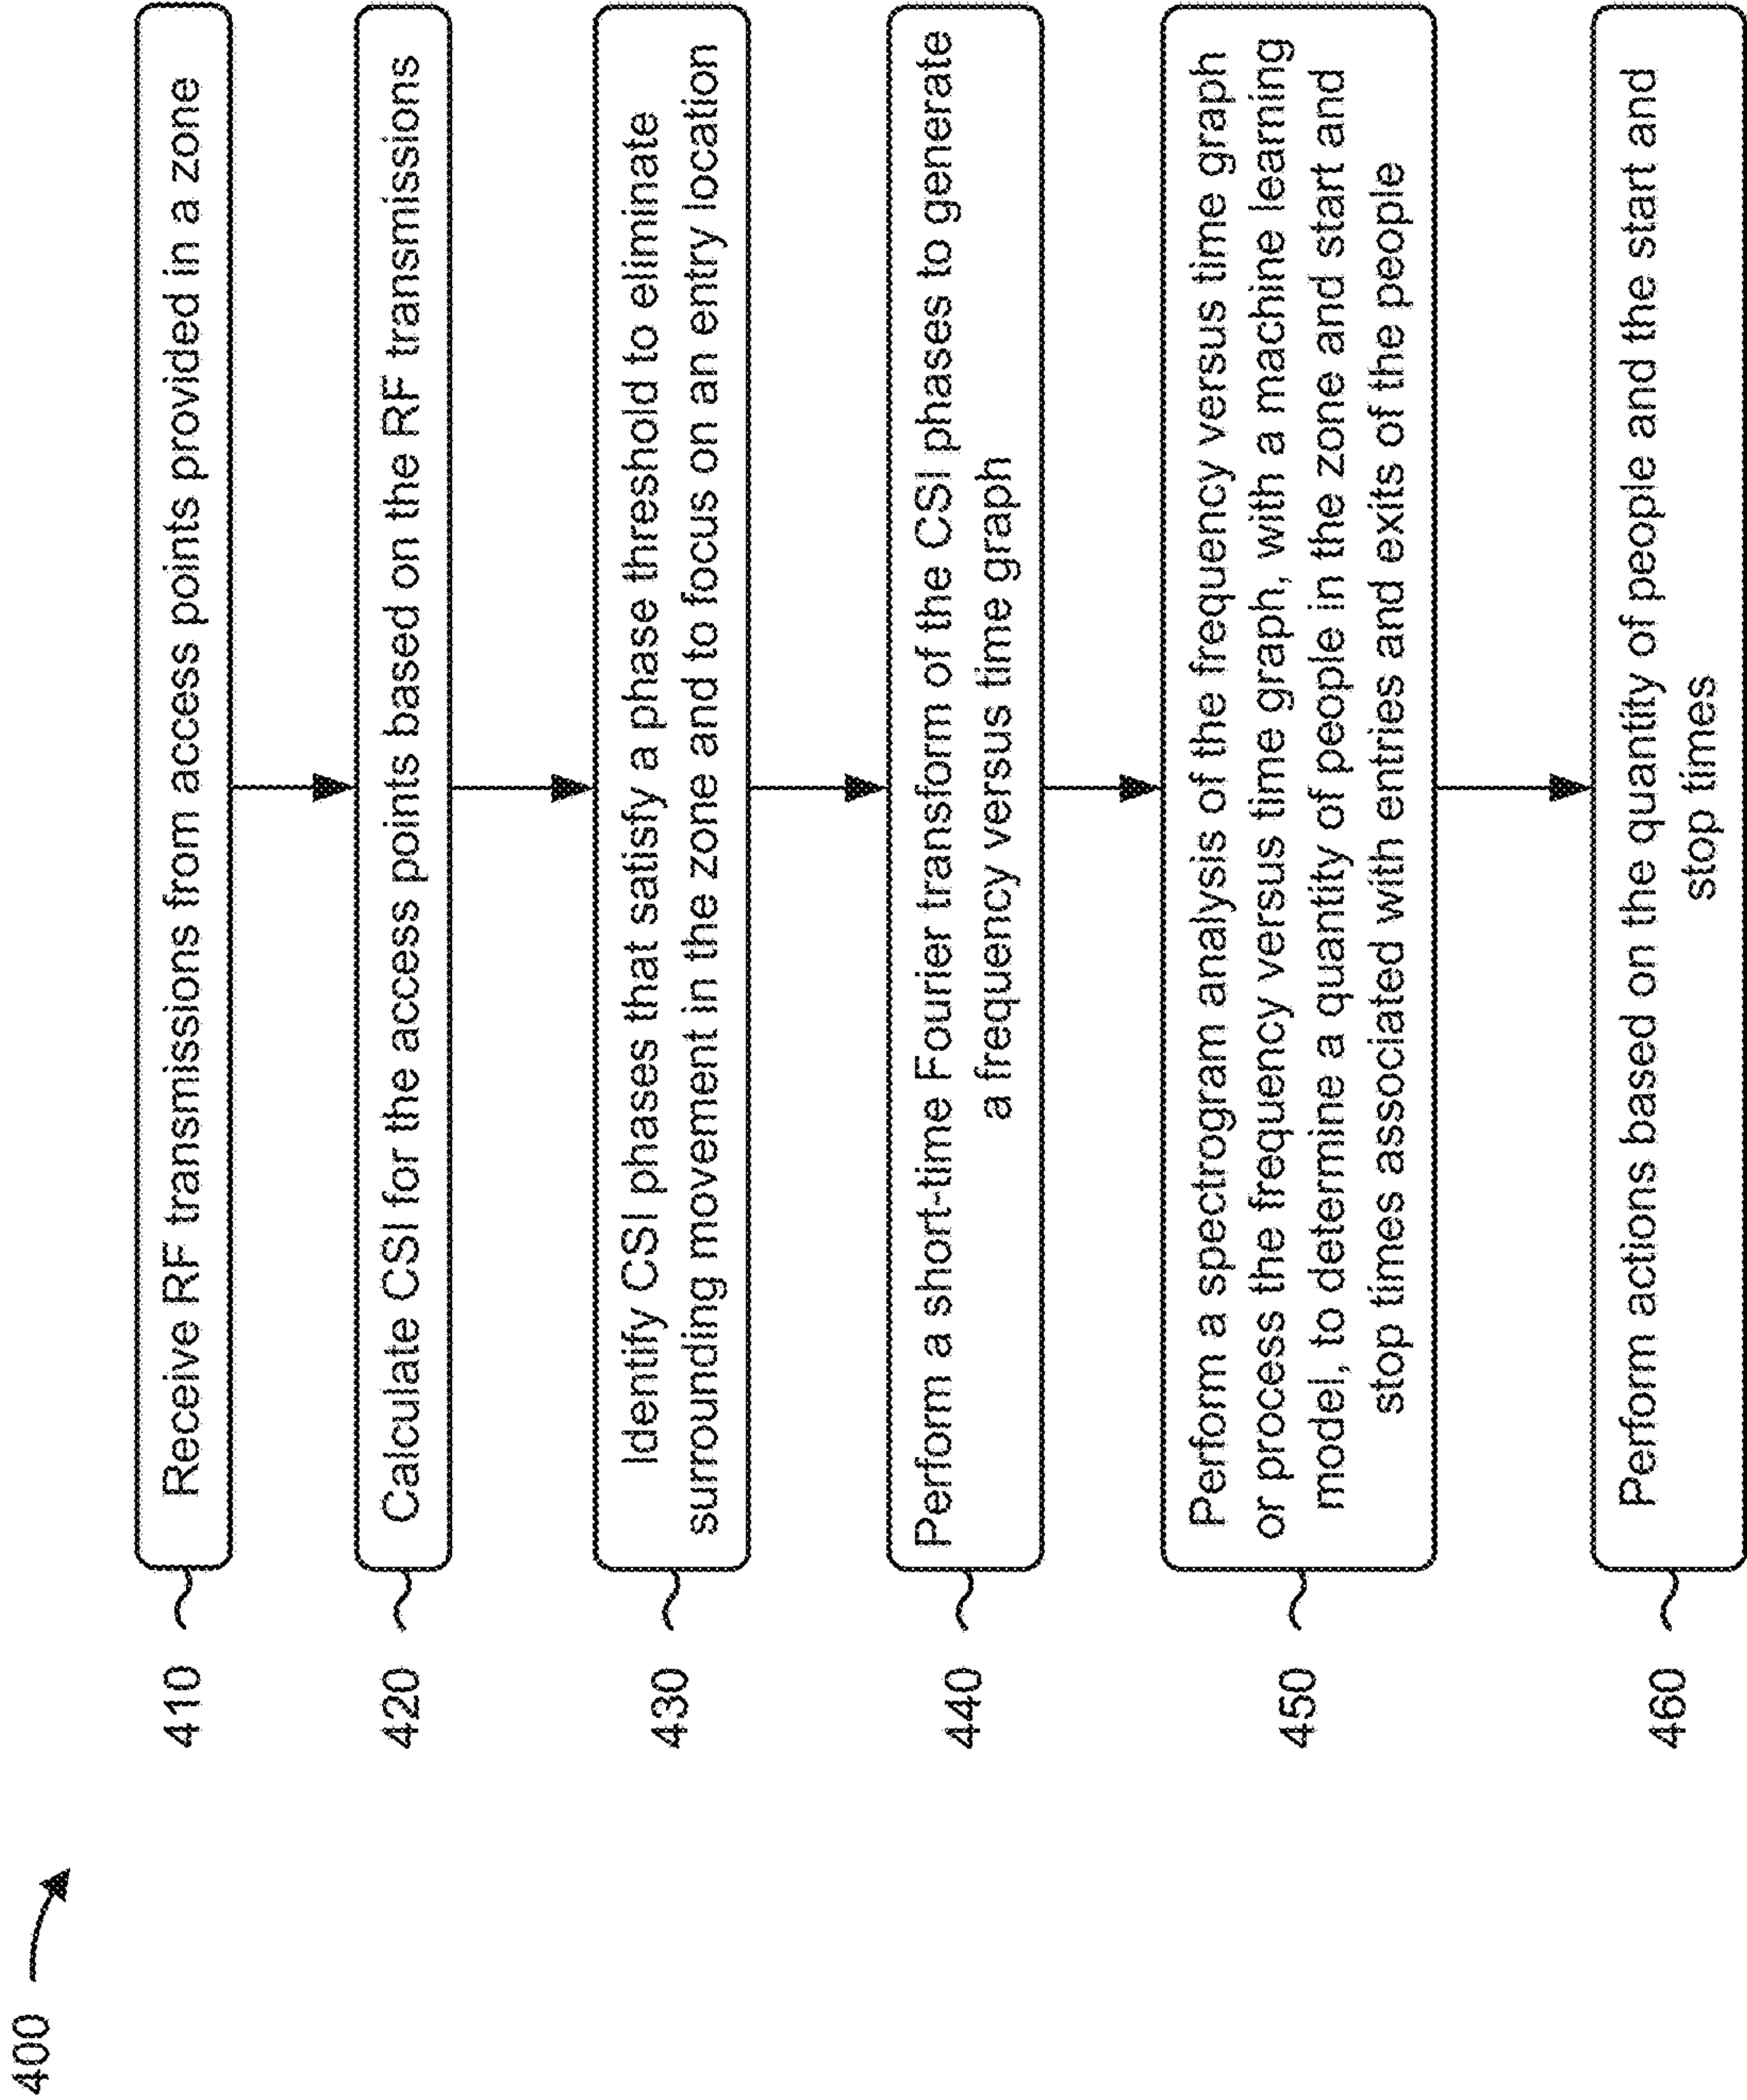 400
410
Receive RF transmissions from access points provided in a zone
420
Calculate CSI for the access points based on the RF transmissions
430
Identify CSI phases that satisfy a phase threshold to eliminate
surrounding movement in the zone and to focus on an entry location
440
Perform a short-time Fourier transform of the CSI phases to generate
a frequency versus time graph
450
Perform a spectrogram analysis of the frequency versus time graph
or process the frequency versus time graph, with a machine learning
model, to determine a quantity of people in the zone and start and
stop times associated with entries and exits of the people
460
Perform actions based on the quantity of people and the start and
stop times